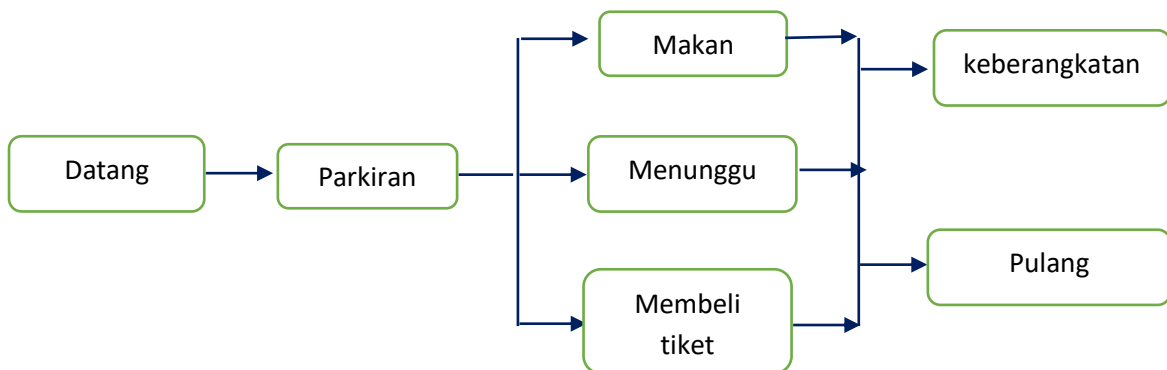 Datang
Parkiran
Makan
Menunggu
Membeli
tiket
keberangkatan
Pulang